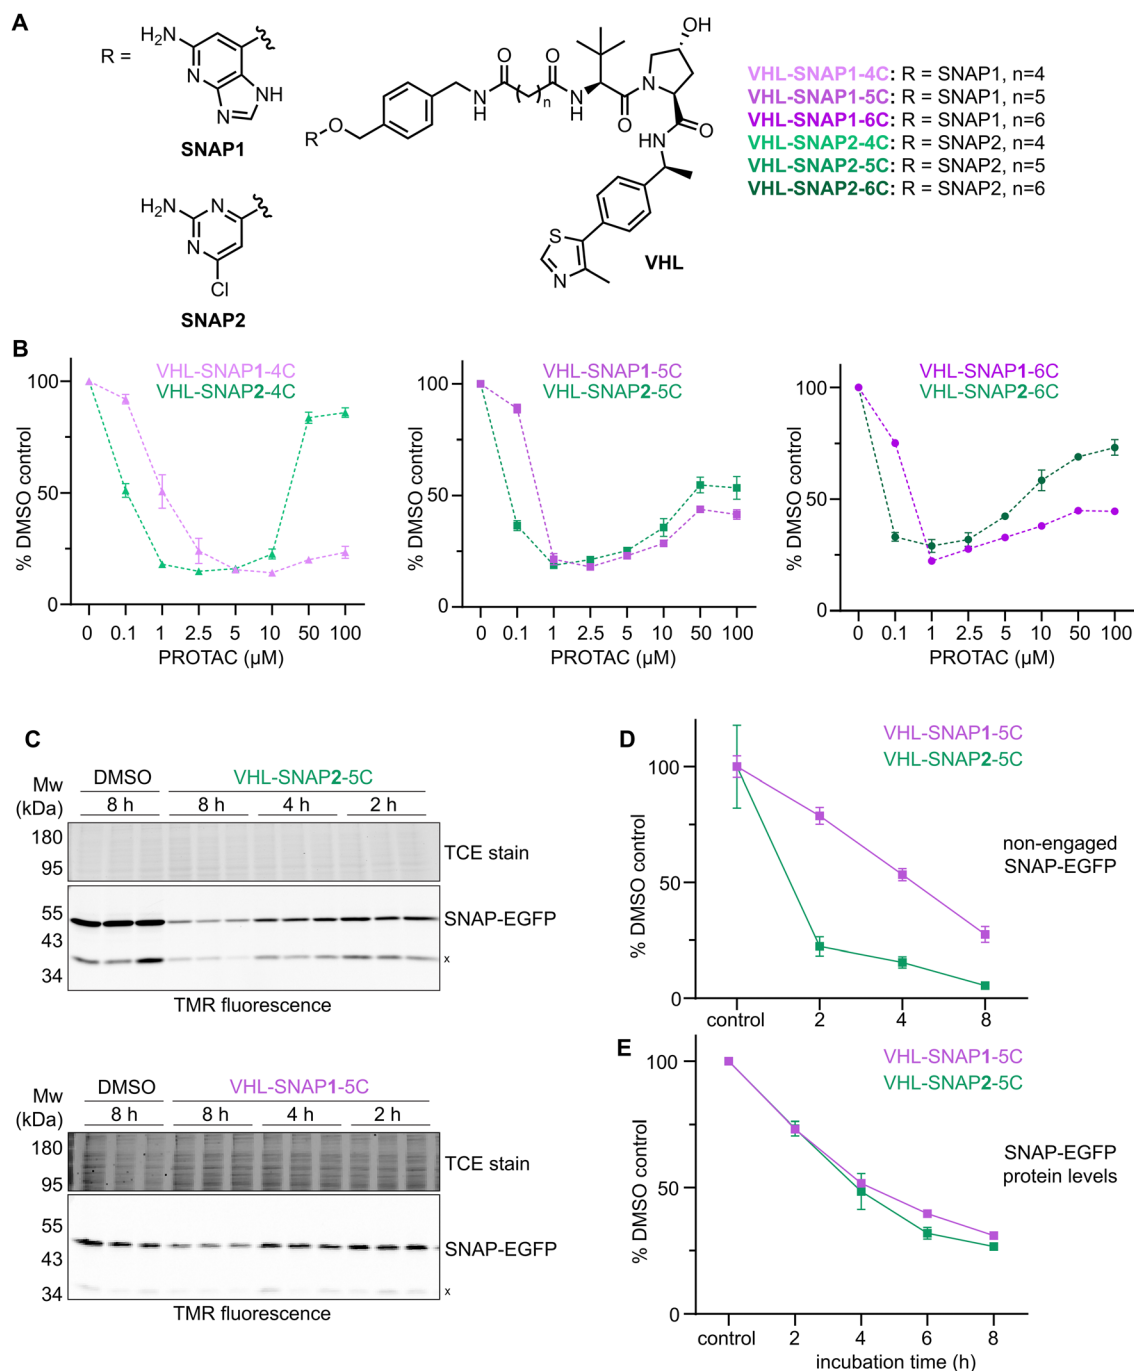 A
R =
H₂N
N
N
NH
N
SNAP1
H₂N
N
N
Cl
SNAP2
R
O
N
H
O
O
n
N
H
O
N
OH
O
HN
S
N
VHL
VHL-SNAP1-4C: R = SNAP1, n=4
VHL-SNAP1-5C: R = SNAP1, n=5
VHL-SNAP1-6C: R = SNAP1, n=6
VHL-SNAP2-4C: R = SNAP2, n=4
VHL-SNAP2-5C: R = SNAP2, n=5
VHL-SNAP2-6C: R = SNAP2, n=6
B
VHL-SNAP1-4C
VHL-SNAP2-4C
% DMSO control
100
50
0
0 0.1 1 2.5 5 10 50 100
PROTAC (µM)
VHL-SNAP1-5C
VHL-SNAP2-5C
% DMSO control
100
50
0
0 0.1 1 2.5 5 10 50 100
PROTAC (µM)
VHL-SNAP1-6C
VHL-SNAP2-6C
% DMSO control
100
50
0
0 0.1 1 2.5 5 10 50 100
PROTAC (µM)
C
Mw
(kDa)
DMSO
VHL-SNAP2-5C
8 h 8 h 4 h 2 h
180
95
TCE stain
55
43
34
SNAP-EGFP
x
TMR fluorescence
Mw
(kDa)
DMSO
VHL-SNAP1-5C
8 h 8 h 4 h 2 h
180
95
TCE stain
55
43
34
SNAP-EGFP
x
TMR fluorescence
D
VHL-SNAP1-5C
VHL-SNAP2-5C
non-engaged
SNAP-EGFP
% DMSO control
100
50
0
control 2 4 8
E
VHL-SNAP1-5C
VHL-SNAP2-5C
SNAP-EGFP
protein levels
% DMSO control
100
50
0
control 2 4 6 8
incubation time (h)